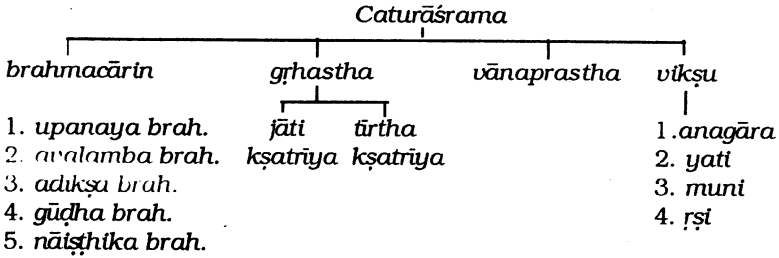 Caturāśrama
brahmacārin gṛhastha vānaprastha vikṣu
1. upanaya brah. jāti tīrtha 1.anagāra
2. avalamba brah. kṣatrīya kṣatrīya 2. yati
3. adikṣa brah. 3. muni
4. gūḍha brah. 4. ṛṣi
5. nāiṣṭhika brah.